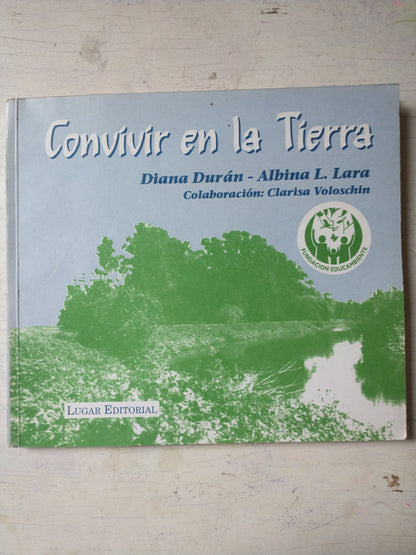 Convivir en la Tierra
Diana Durán - Albina L. Lara
Colaboración: Clarisa Voloschin
FUNDACION EDUCAMBIENTE
LUGAR EDITORIAL